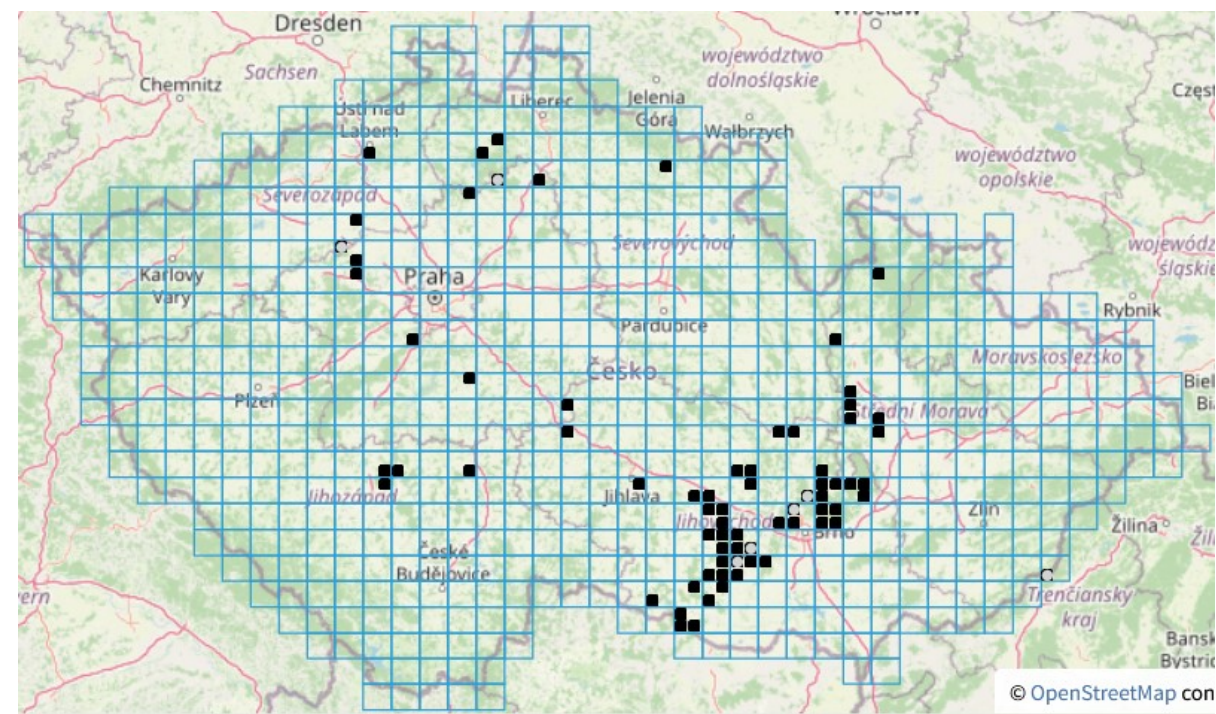 Dresden
Chemnitz
Sachsen
Ústí nad
Labem
Liberec
Jelenia
Góra
Wałbrzych
województwo
dolnośląskie
województwo
opolskie
Severozápad
Karlovy
Vary
Praha
Severovýchod
Pardubice
Rybnik
Moravskoslezsko
Česko
Plzeň
Střední Morava
Jihozápad
Jihlava
Jihovýchod
Brno
Zlín
Žilina
České
Budějovice
Trenčiansky
kraj
© OpenStreetMap con